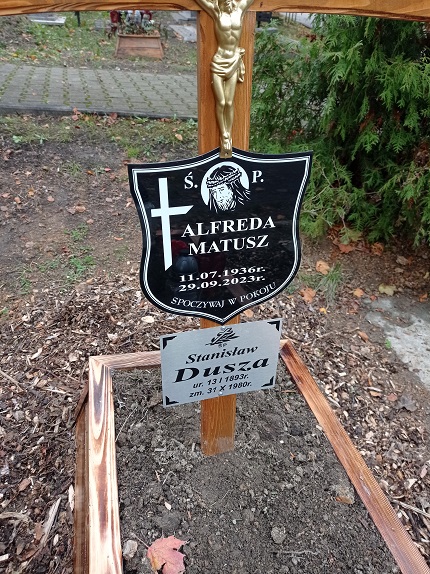 Ś. P.
ALFREDA
MATUSZ
11.07.1936r.
29.09.2023r.
SPOCZYWAJ W POKOJU
Stanisław
Dusza
ur. 13 I 1893r.
zm. 31 X 1980r.